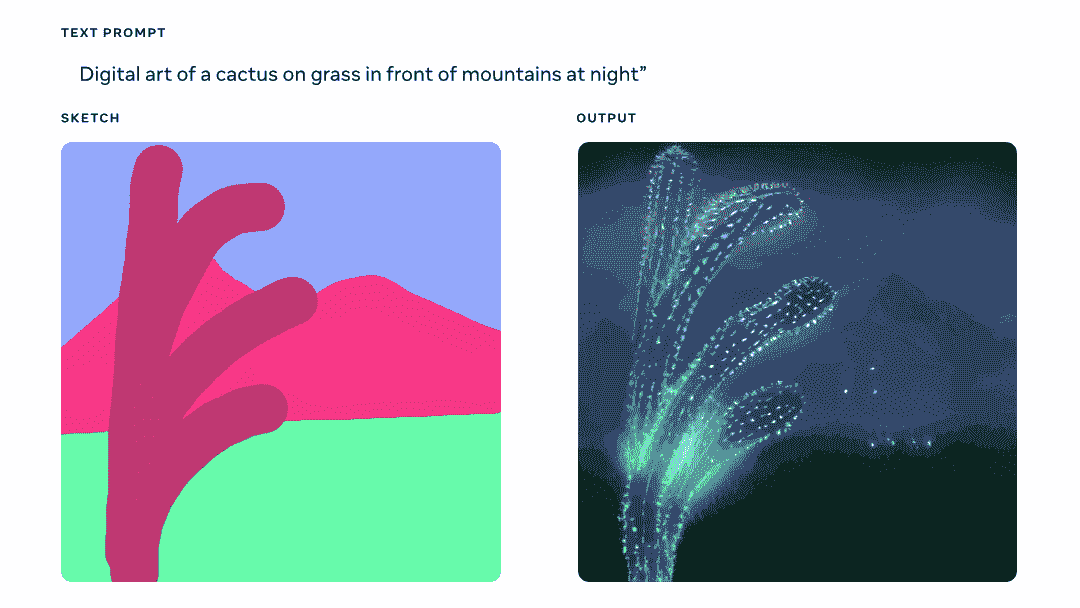 TEXT PROMPT
Digital art of a cactus on grass in front of mountains at night”
SKETCH
OUTPUT